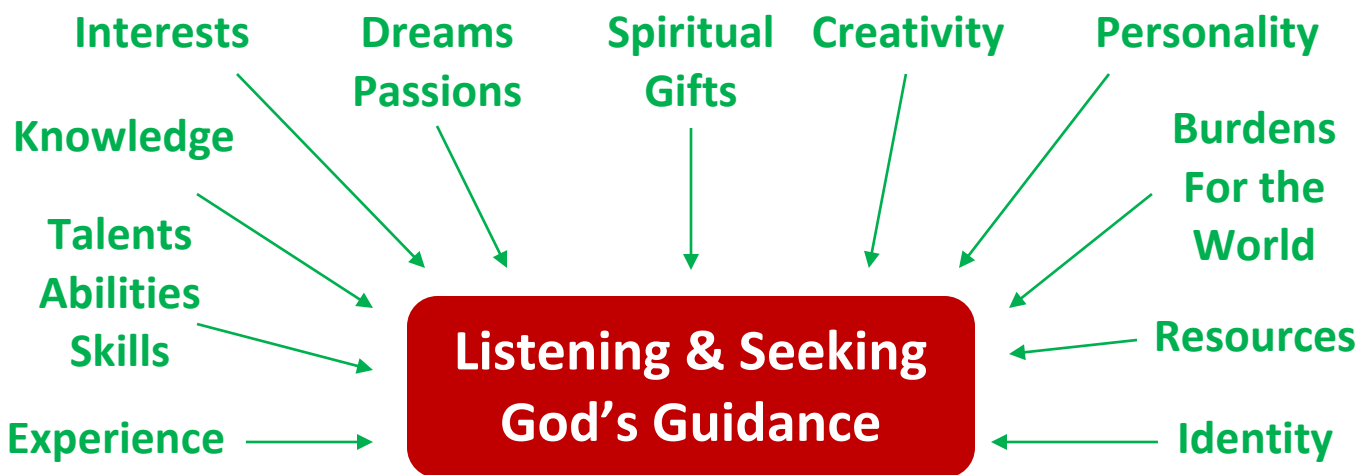 Interests
Dreams
Passions
Spiritual
Gifts
Creativity
Personality
Knowledge
Burdens
For the
World
Talents
Abilities
Skills
Resources
Experience
Identity
Listening & Seeking
God’s Guidance